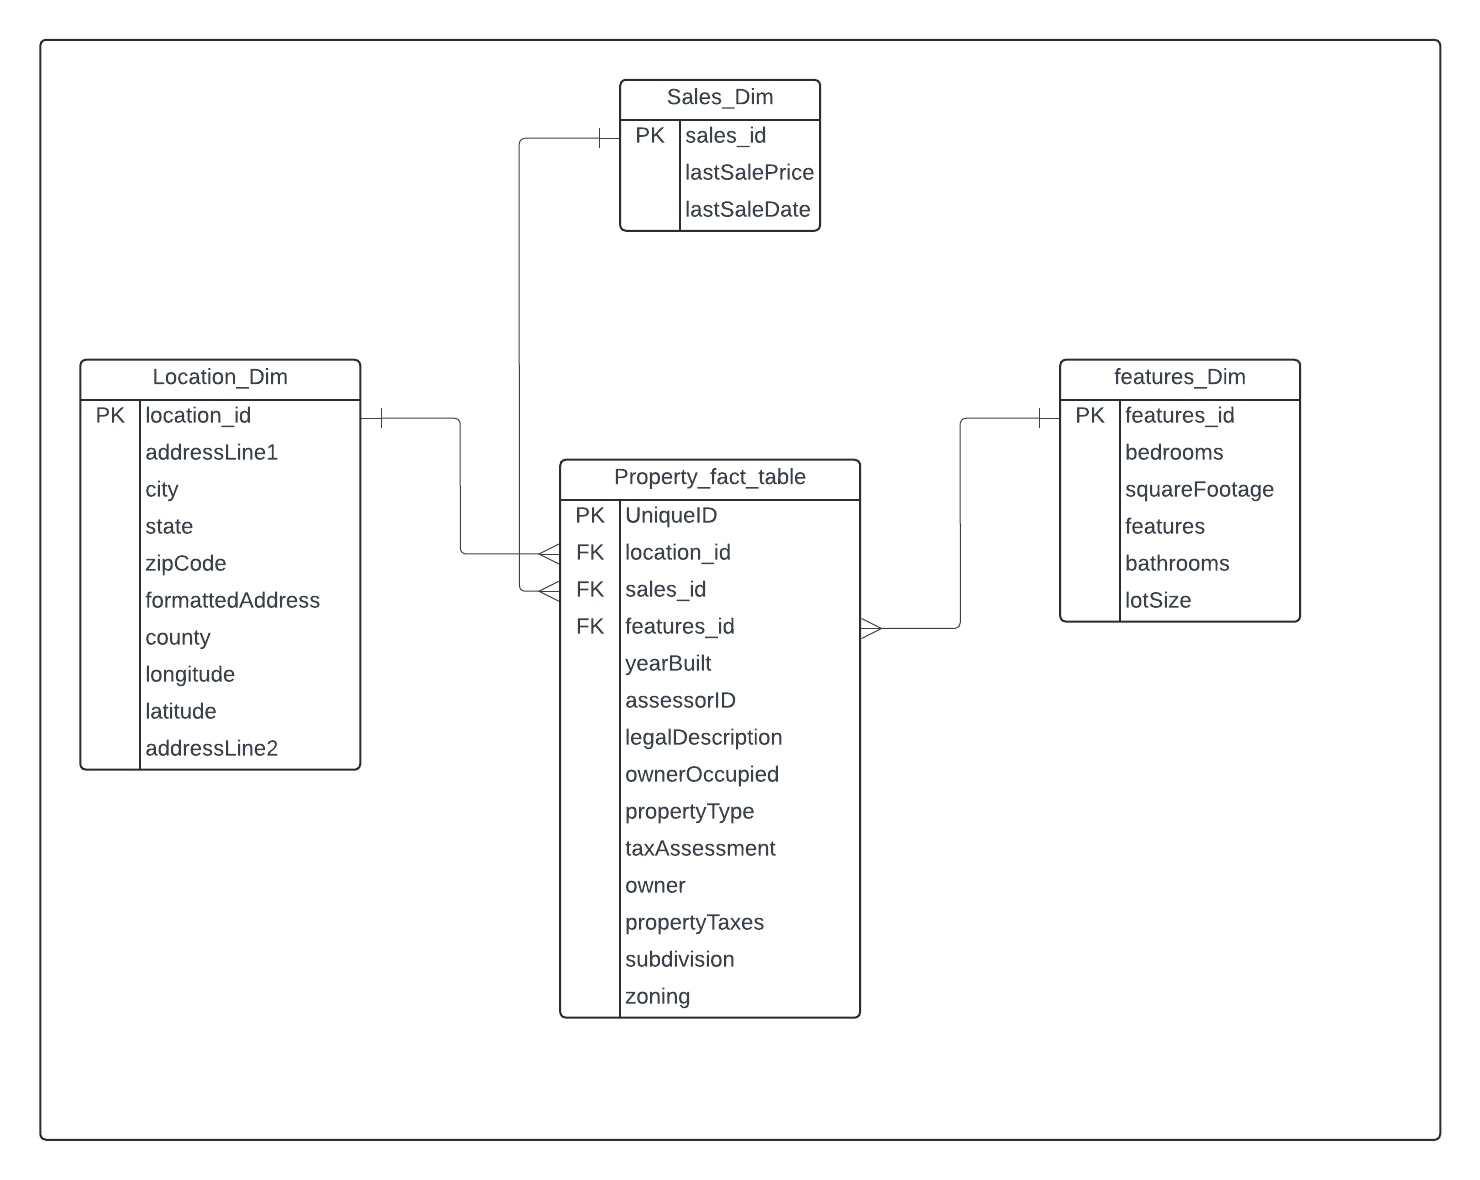 Sales_Dim
PK sales_id
lastSalePrice
lastSaleDate
Location_Dim
PK location_id
addressLine1
city
state
zipCode
formattedAddress
county
longitude
latitude
addressLine2
Property_fact_table
PK UniqueID
FK location_id
FK sales_id
FK features_id
yearBuilt
assessorID
legalDescription
ownerOccupied
propertyType
taxAssessment
owner
propertyTaxes
subdivision
zoning
features_Dim
PK features_id
bedrooms
squareFootage
features
bathrooms
lotSize